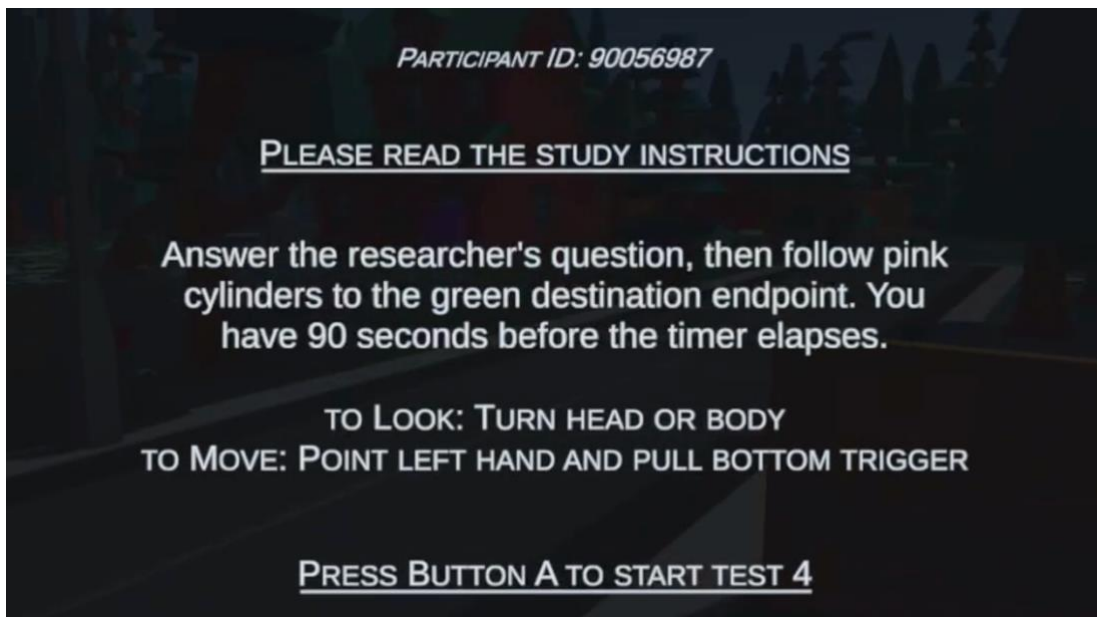 PARTICIPANT ID: 90056987
PLEASE READ THE STUDY INSTRUCTIONS
Answer the researcher's question, then follow pink
cylinders to the green destination endpoint. You
have 90 seconds before the timer elapses.
TO LOOK: TURN HEAD OR BODY
TO MOVE: POINT LEFT HAND AND PULL BOTTOM TRIGGER
PRESS BUTTON A TO START TEST 4